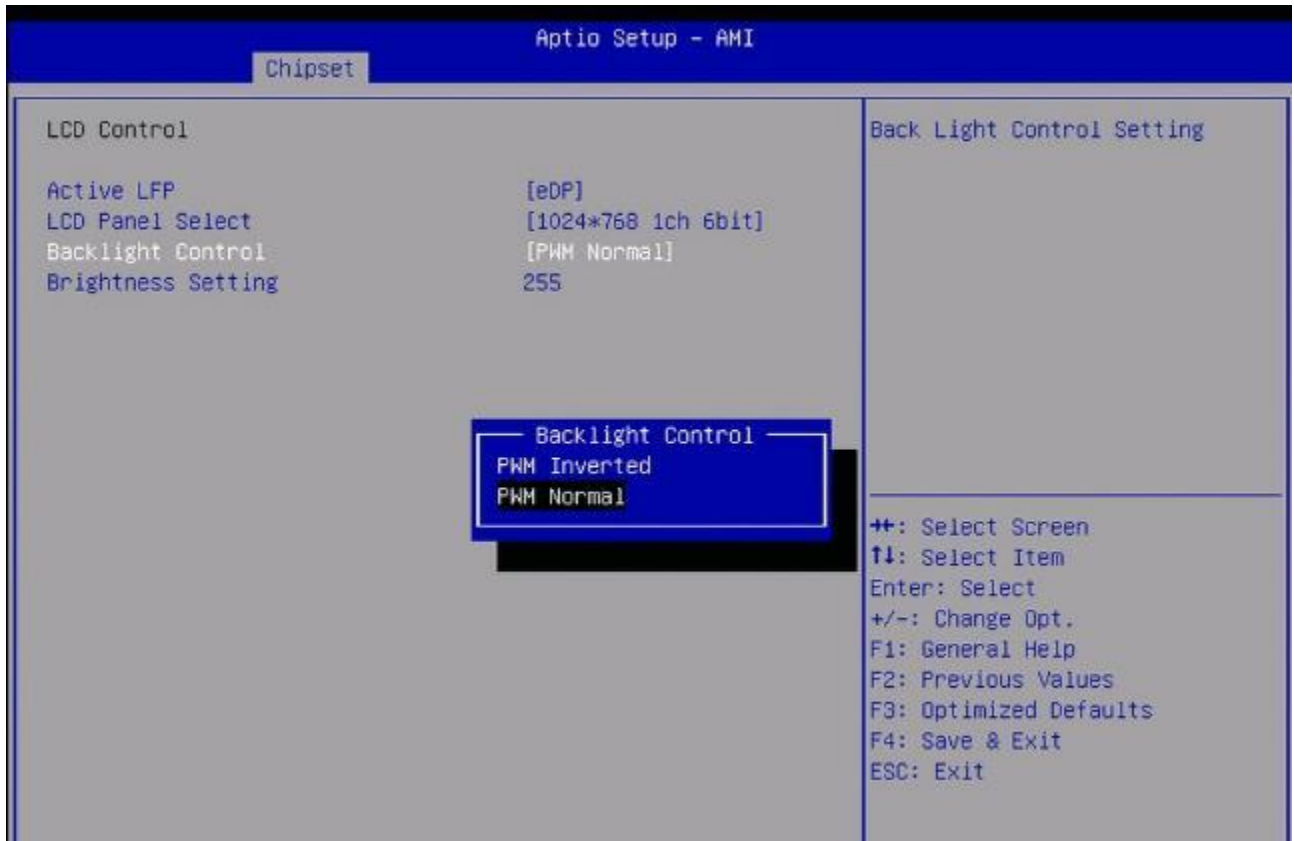 Aptio Setup – AMI
Chipset
LCD Control
Back Light Control Setting
Active LFP [eDP]
LCD Panel Select [1024*768 1ch 6bit]
Backlight Control [PWM Normal]
Brightness Setting 255
Backlight Control
PWM Inverted
PWM Normal
→←: Select Screen
↑↓: Select Item
Enter: Select
+/-: Change Opt.
F1: General Help
F2: Previous Values
F3: Optimized Defaults
F4: Save & Exit
ESC: Exit